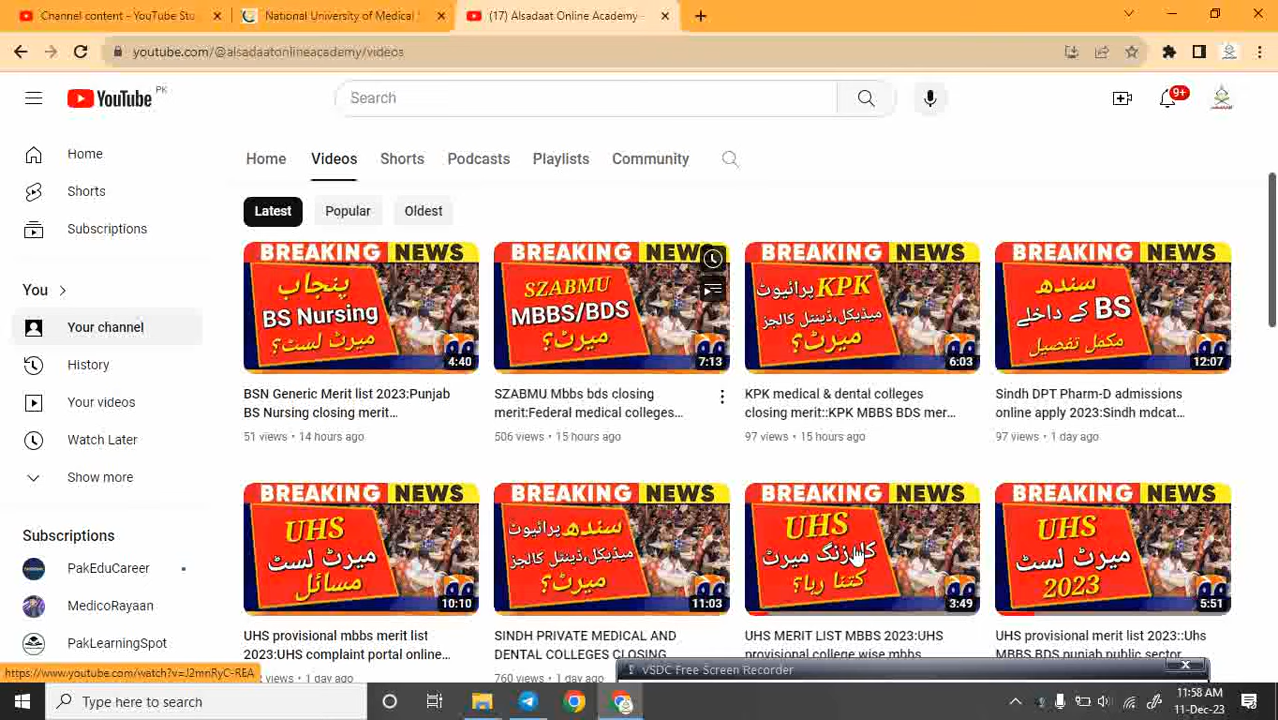 Channel content - YouTube Stu
National University of Medical S
(17) Alsadaat Online Academy -
youtube.com/@alsadaatonlineacademy/videos
YouTube PK
Search
9+
Home
Shorts
Subscriptions
You
Your channel
History
Your videos
Watch Later
Show more
Subscriptions
PakEduCareer
MedicoRayaan
PakLearningSpot
Home Videos Shorts Podcasts Playlists Community
Latest Popular Oldest
BREAKING NEWS
پنجاب
BS Nursing
میرٹ لسٹ؟
4:40
BSN Generic Merit list 2023:Punjab
BS Nursing closing merit...
51 views • 14 hours ago
BREAKING NEWS
SZABMU
MBBS/BDS
میرٹ؟
7:13
SZABMU Mbbs bds closing
merit:Federal medical colleges...
506 views • 15 hours ago
BREAKING NEWS
KPK پرائیوٹ
میڈیکل،ڈینٹل کالجز
میرٹ؟
6:03
KPK medical & dental colleges
closing merit::KPK MBBS BDS mer...
97 views • 15 hours ago
BREAKING NEWS
سندھ
BS کے داخلے
مکمل تفصیل
12:07
Sindh DPT Pharm-D admissions
online apply 2023:Sindh mdcat...
97 views • 1 day ago
BREAKING NEWS
UHS
میرٹ لسٹ
مسائل
10:10
UHS provisional mbbs merit list
2023:UHS complaint portal online...
views • 1 day ago
BREAKING NEWS
سندھ پرائیوٹ
میڈیکل،ڈینٹل کالجز
میرٹ؟
11:03
SINDH PRIVATE MEDICAL AND
DENTAL COLLEGES CLOSING
760 views • 1 day ago
BREAKING NEWS
UHS
کلوزنگ میرٹ
کتنا رہا؟
3:49
UHS MERIT LIST MBBS 2023:UHS
provisional college wise mbbs
BREAKING NEWS
UHS
میرٹ لسٹ
2023
5:51
UHS provisional merit list 2023::Uhs
MBBS BDS punjab public sector
https://www.youtube.com/watch?v=J2mnRyC-REA
VSDC Free Screen Recorder
Type here to search
11:58 AM
11-Dec-23